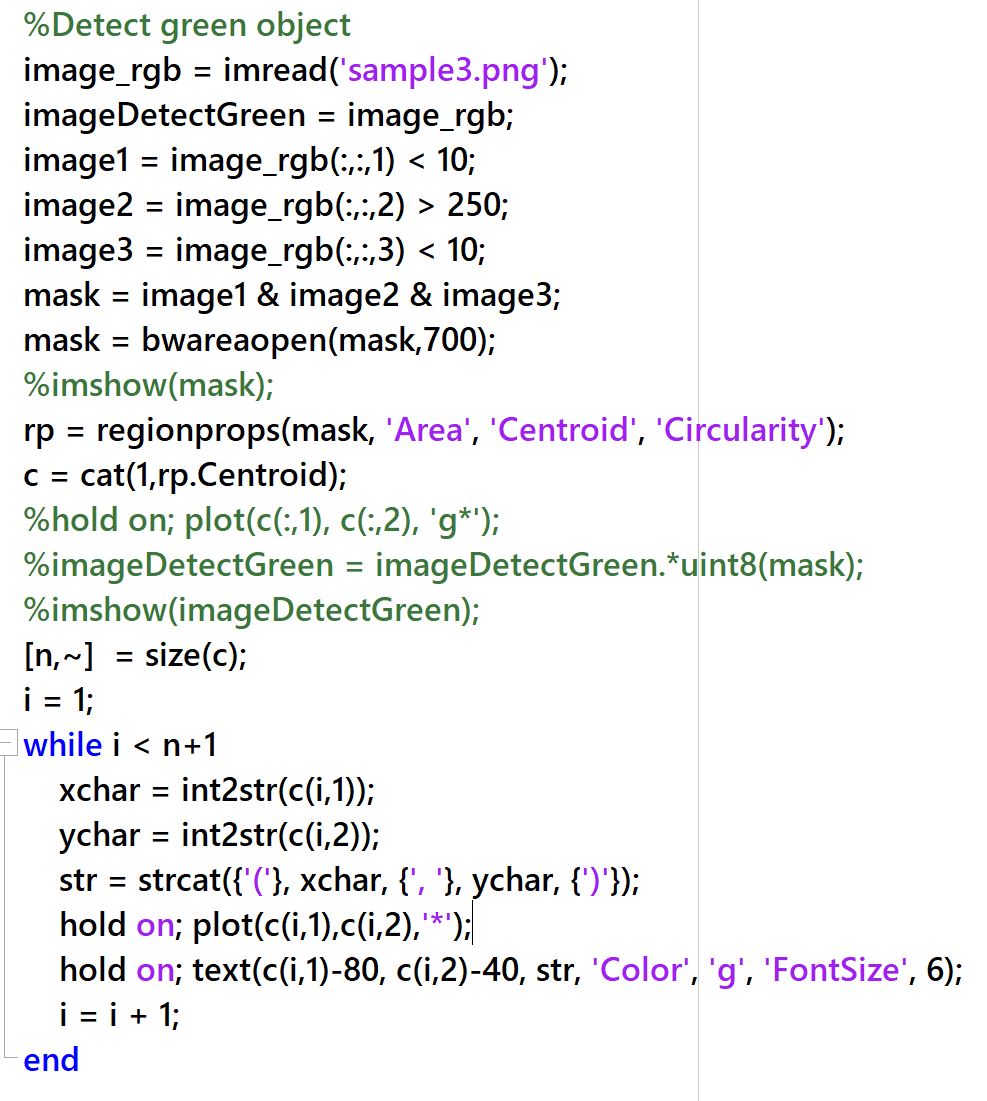 %Detect green object
image_rgb = imread('sample3.png');
imageDetectGreen = image_rgb;
image1 = image_rgb(:,:,1) < 10;
image2 = image_rgb(:,:,2) > 250;
image3 = image_rgb(:,:,3) < 10;
mask = image1 & image2 & image3;
mask = bwareaopen(mask,700);
%imshow(mask);
rp = regionprops(mask, 'Area', 'Centroid', 'Circularity');
c = cat(1,rp.Centroid);
%hold on; plot(c(:,1), c(:,2), 'g*');
%imageDetectGreen = imageDetectGreen.*uint8(mask);
%imshow(imageDetectGreen);
[n,~]  = size(c);
i = 1;
while i < n+1
    xchar = int2str(c(i,1));
    ychar = int2str(c(i,2));
    str = strcat({'('}, xchar, {', '}, ychar, {')'});
    hold on; plot(c(i,1),c(i,2),'*');
    hold on; text(c(i,1)-80, c(i,2)-40, str, 'Color', 'g', 'FontSize', 6);
    i = i + 1;
end